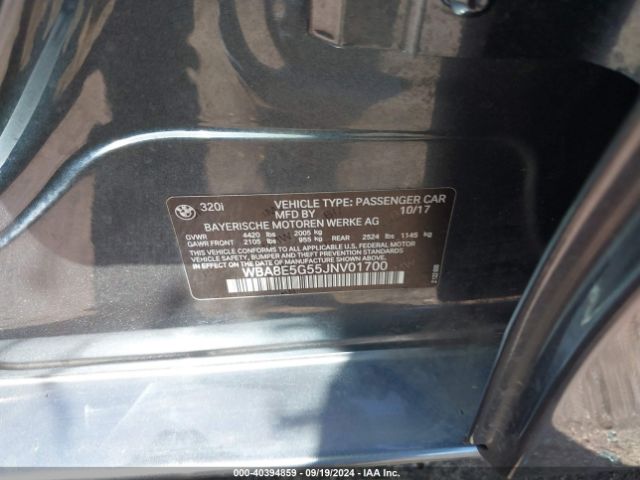 320i VEHICLE TYPE: PASSENGER CAR
MFD BY 10/17
BAYERISCHE MOTOREN WERKE AG
GVWR 4420 lbs 2005 kg
GAWR FRONT 2105 lbs 955 kg REAR 2524 lbs 1145 kg
THIS VEHICLE CONFORMS TO ALL APPLICABLE U.S. FEDERAL MOTOR
VEHICLE SAFETY, BUMPER AND THEFT PREVENTION STANDARDS
IN EFFECT ON THE DATE OF MANUFACTURE SHOWN ABOVE.
WBA8E5G55JNV01700
000-40394859 - 09/19/2024 - IAA Inc.